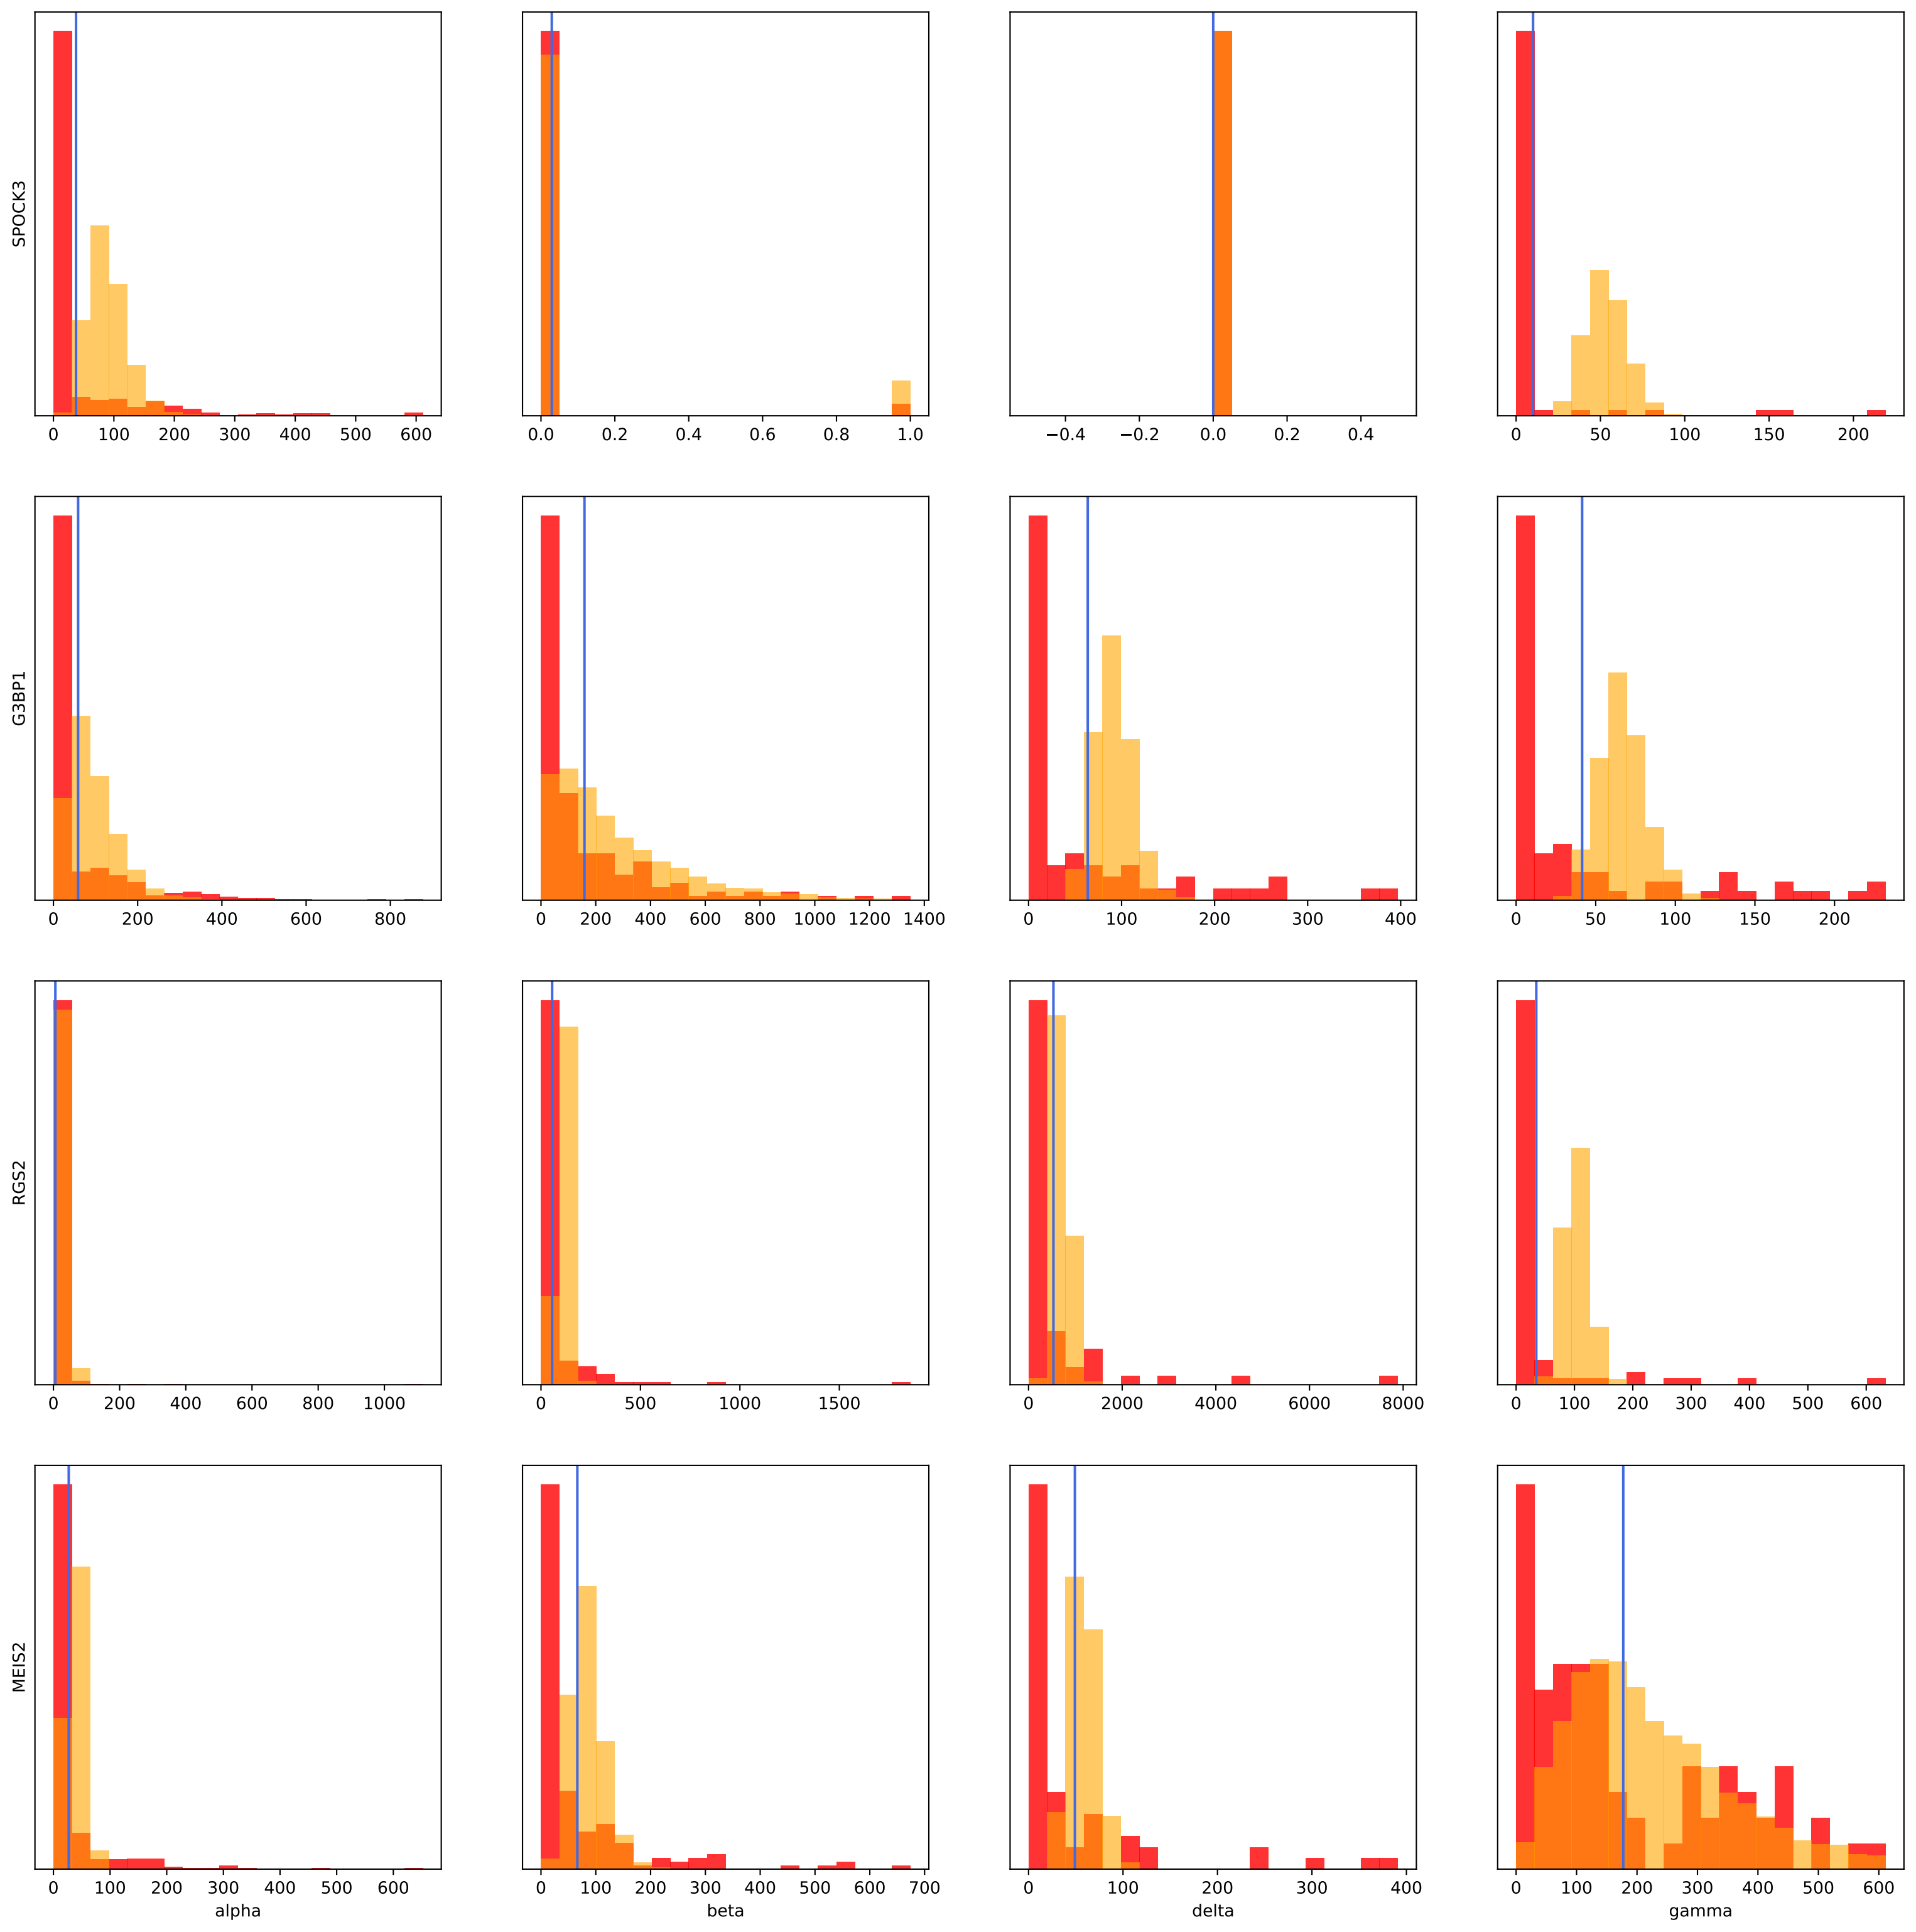 SPOCK3
0 100 200 300 400 500 600
0.0 0.2 0.4 0.6 0.8 1.0
−0.4 −0.2 0.0 0.2 0.4
0 50 100 150 200
G3BP1
0 200 400 600 800
0 200 400 600 800 1000 1200 1400
0 100 200 300 400
0 50 100 150 200
RGS2
0 200 400 600 800 1000
0 500 1000 1500
0 2000 4000 6000 8000
0 100 200 300 400 500 600
MEIS2
0 100 200 300 400 500 600
0 100 200 300 400 500 600 700
0 100 200 300 400
0 100 200 300 400 500 600
alpha beta delta gamma